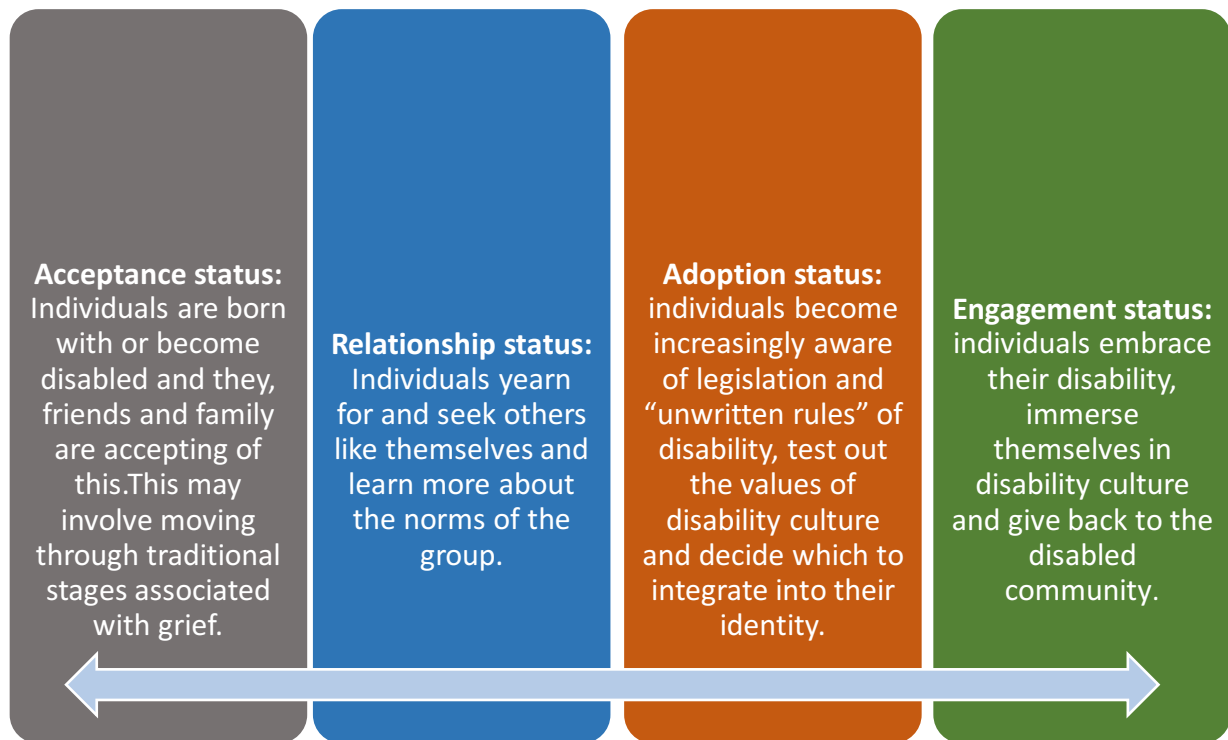 Acceptance status:
Individuals are born
with or become
disabled and they,
friends and family
are accepting of
this.This may
involve moving
through traditional
stages associated
with grief.
Relationship status:
Individuals yearn
for and seek others
like themselves and
learn more about
the norms of the
group.
Adoption status:
individuals become
increasingly aware
of legislation and
“unwritten rules” of
disability, test out
the values of
disability culture
and decide which to
integrate into their
identity.
Engagement status:
individuals embrace
their disability,
immerse
themselves in
disability culture
and give back to the
disabled
community.